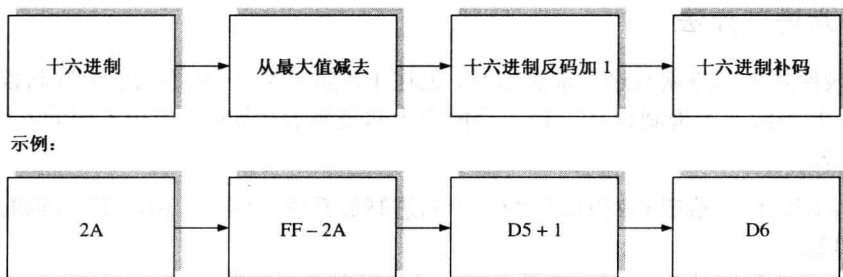 十六进制
从最大值减去
十六进制反码加 1
十六进制补码
示例：
2A
FF – 2A
D5 + 1
D6